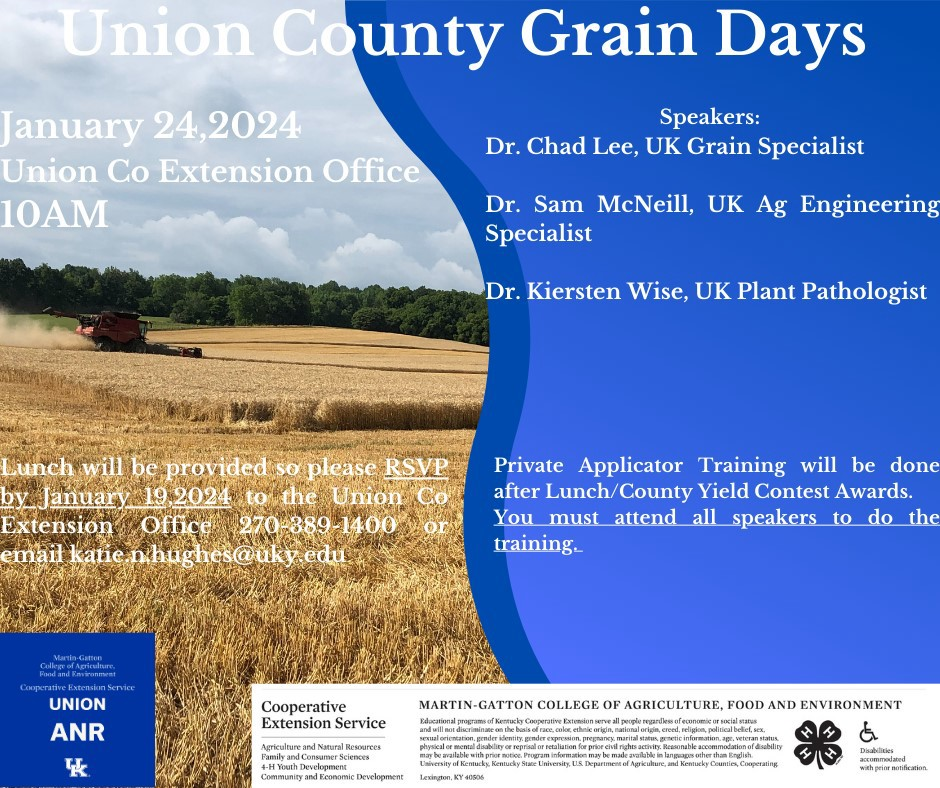 Union County Grain Days
January 24,2024
Union Co Extension Office
10AM
Speakers:
Dr. Chad Lee, UK Grain Specialist
Dr. Sam McNeill, UK Ag Engineering
Specialist
Dr. Kiersten Wise, UK Plant Pathologist
Lunch will be provided so please RSVP
by January 19,2024 to the Union Co
Extension Office 270-389-1400 or
email katie.n.hughes@uky.edu
Private Applicator Training will be done
after Lunch/County Yield Contest Awards.
You must attend all speakers to do the
training.
Martin-Gatton
College of Agriculture,
Food and Environment
Cooperative Extension Service
UNION
ANR
UK
Cooperative
Extension Service
Agriculture and Natural Resources
Family and Consumer Sciences
4-H Youth Development
Community and Economic Development
MARTIN-GATTON COLLEGE OF AGRICULTURE, FOOD AND ENVIRONMENT
Educational programs of Kentucky Cooperative Extension serve all people regardless of economic or social status
and will not discriminate on the basis of race, color, ethnic origin, national origin, creed, religion, political belief, sex,
sexual orientation, gender identity, gender expression, pregnancy, marital status, genetic information, age, veteran status,
physical or mental disability or reprisal or retaliation for prior civil rights activity. Reasonable accommodation of disability
may be available with prior notice. Program information may be made available in languages other than English.
University of Kentucky, Kentucky State University, U.S. Department of Agriculture, and Kentucky Counties, Cooperating.
Lexington, KY 40506
H H H H
Disabilities
accommodated
with prior notification.